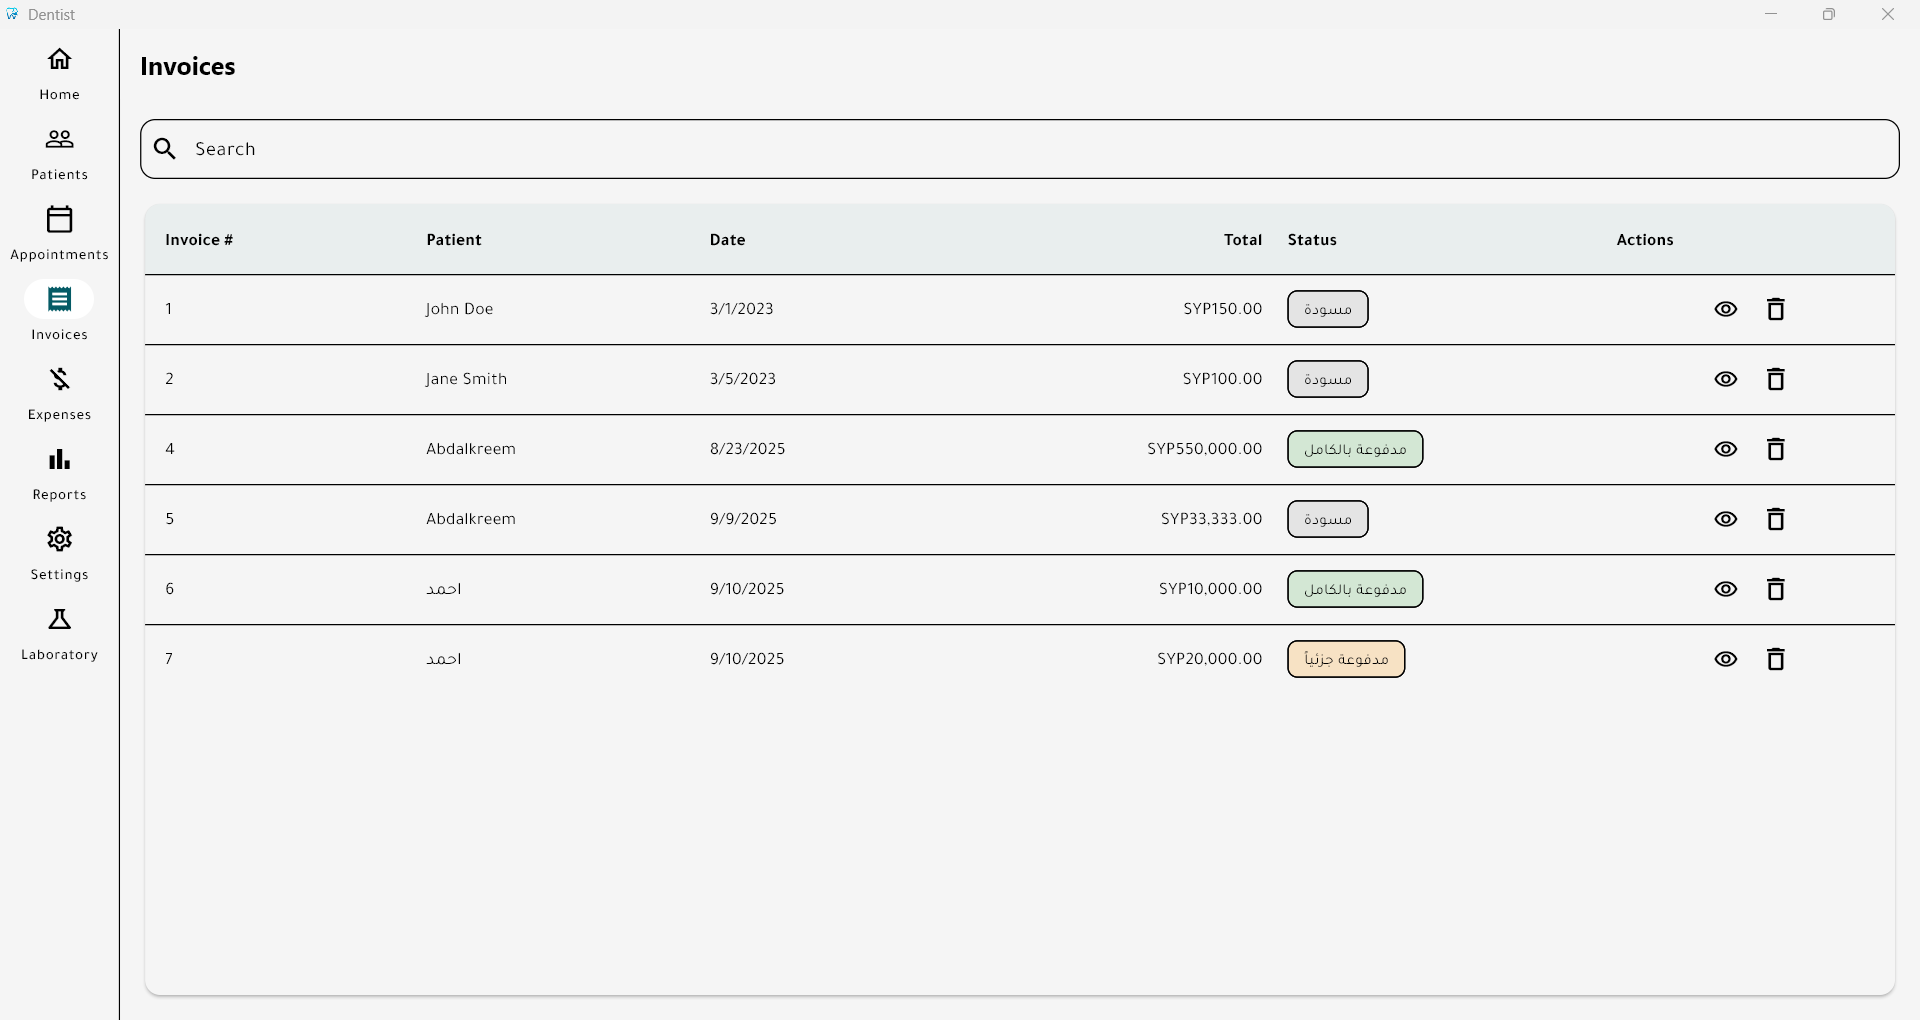 Dentist
Home
Patients
Appointments
Invoices
Expenses
Reports
Settings
Laboratory
Invoices
Search
Invoice # Patient Date Total Status Actions
1 John Doe 3/1/2023 SYP150.00 مسودة
2 Jane Smith 3/5/2023 SYP100.00 مسودة
4 Abdalkreem 8/23/2025 SYP550,000.00 مدفوعة بالكامل
5 Abdalkreem 9/9/2025 SYP33,333.00 مسودة
6 احمد 9/10/2025 SYP10,000.00 مدفوعة بالكامل
7 احمد 9/10/2025 SYP20,000.00 مدفوعة جزئياً